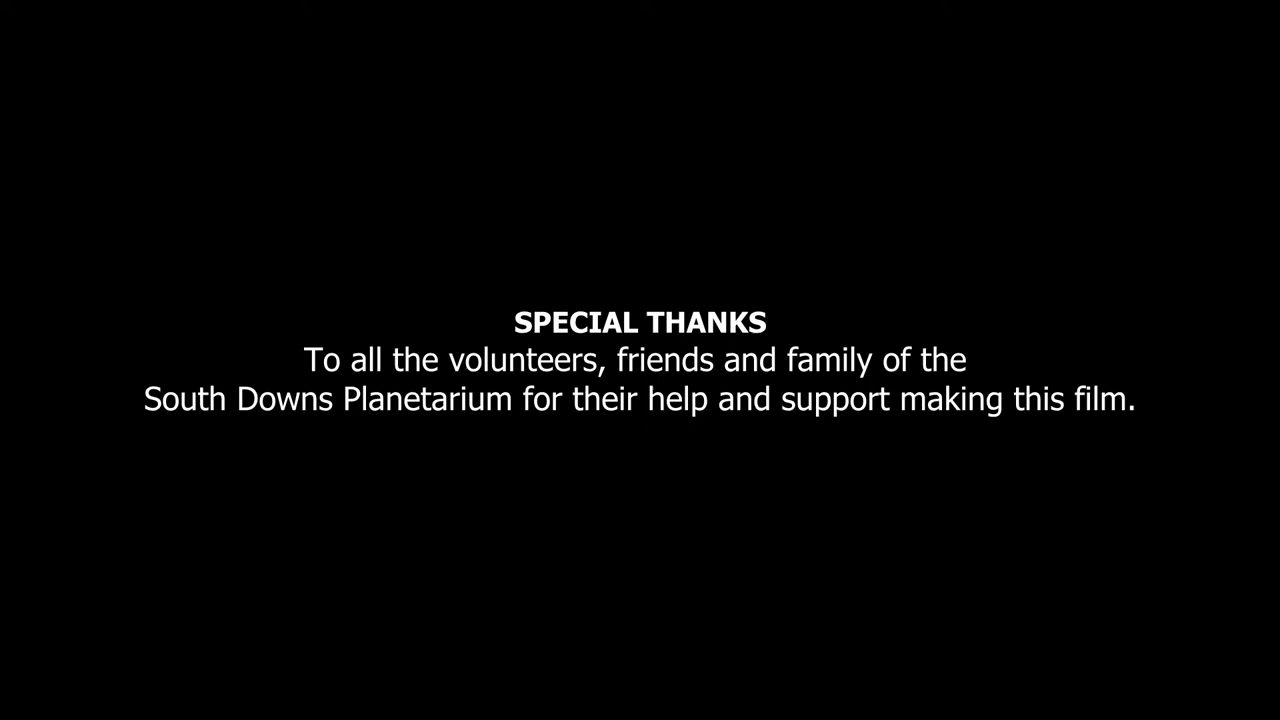 SPECIAL THANKS
To all the volunteers, friends and family of the
South Downs Planetarium for their help and support making this film.